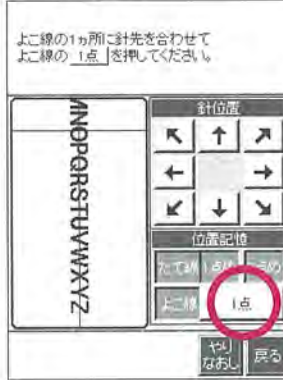 よこ線の1ヵ所に針先を合わせて
よこ線の 1点 を押してください。
MNOPQRSTUVWXYZ
針位置
↖ ↑ ↗
← →
↙ ↓ ↘
位置記憶
たて線 1点め
よこ線 1点
やり
なおし
戻る